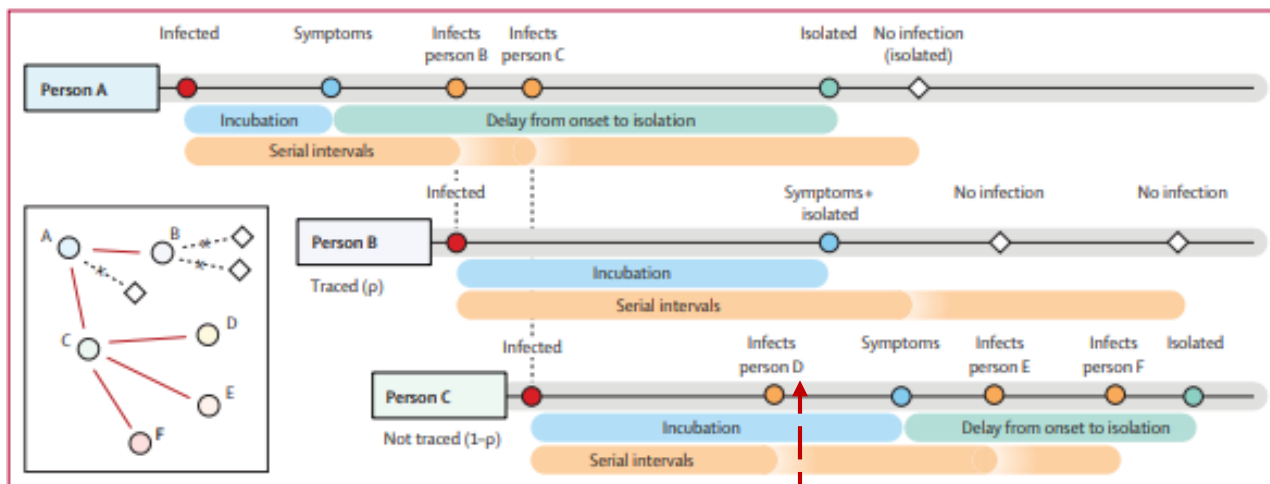 Infected
Symptoms
Infects
person B
Infects
person C
Isolated
No infection
(isolated)
Person A
Incubation
Delay from onset to isolation
Serial intervals
Infected
Symptoms+
isolated
No infection
No infection
Person B
Traced (ρ)
Incubation
Serial intervals
A
B
C
D
E
F
Infected
Infects
person D
Symptoms
Infects
person E
Infects
person F
Isolated
Person C
Not traced (1–ρ)
Incubation
Delay from onset to isolation
Serial intervals